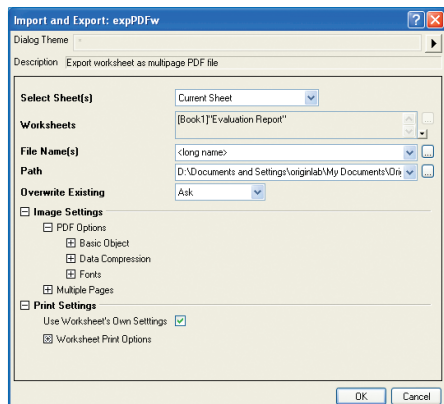 Import and Export: expPDFw
Dialog Theme *
Description Export worksheet as multipage PDF file
Select Sheet(s) Current Sheet
Worksheets [Book1]"Evaluation Report"
File Name(s) <long name>
Path D:\Documents and Settings\originlab\My Documents\Ori
Overwrite Existing Ask
Image Settings
PDF Options
Basic Object
Data Compression
Fonts
Multiple Pages
Print Settings
Use Worksheet's Own Setttings
Worksheet Print Options
OK Cancel